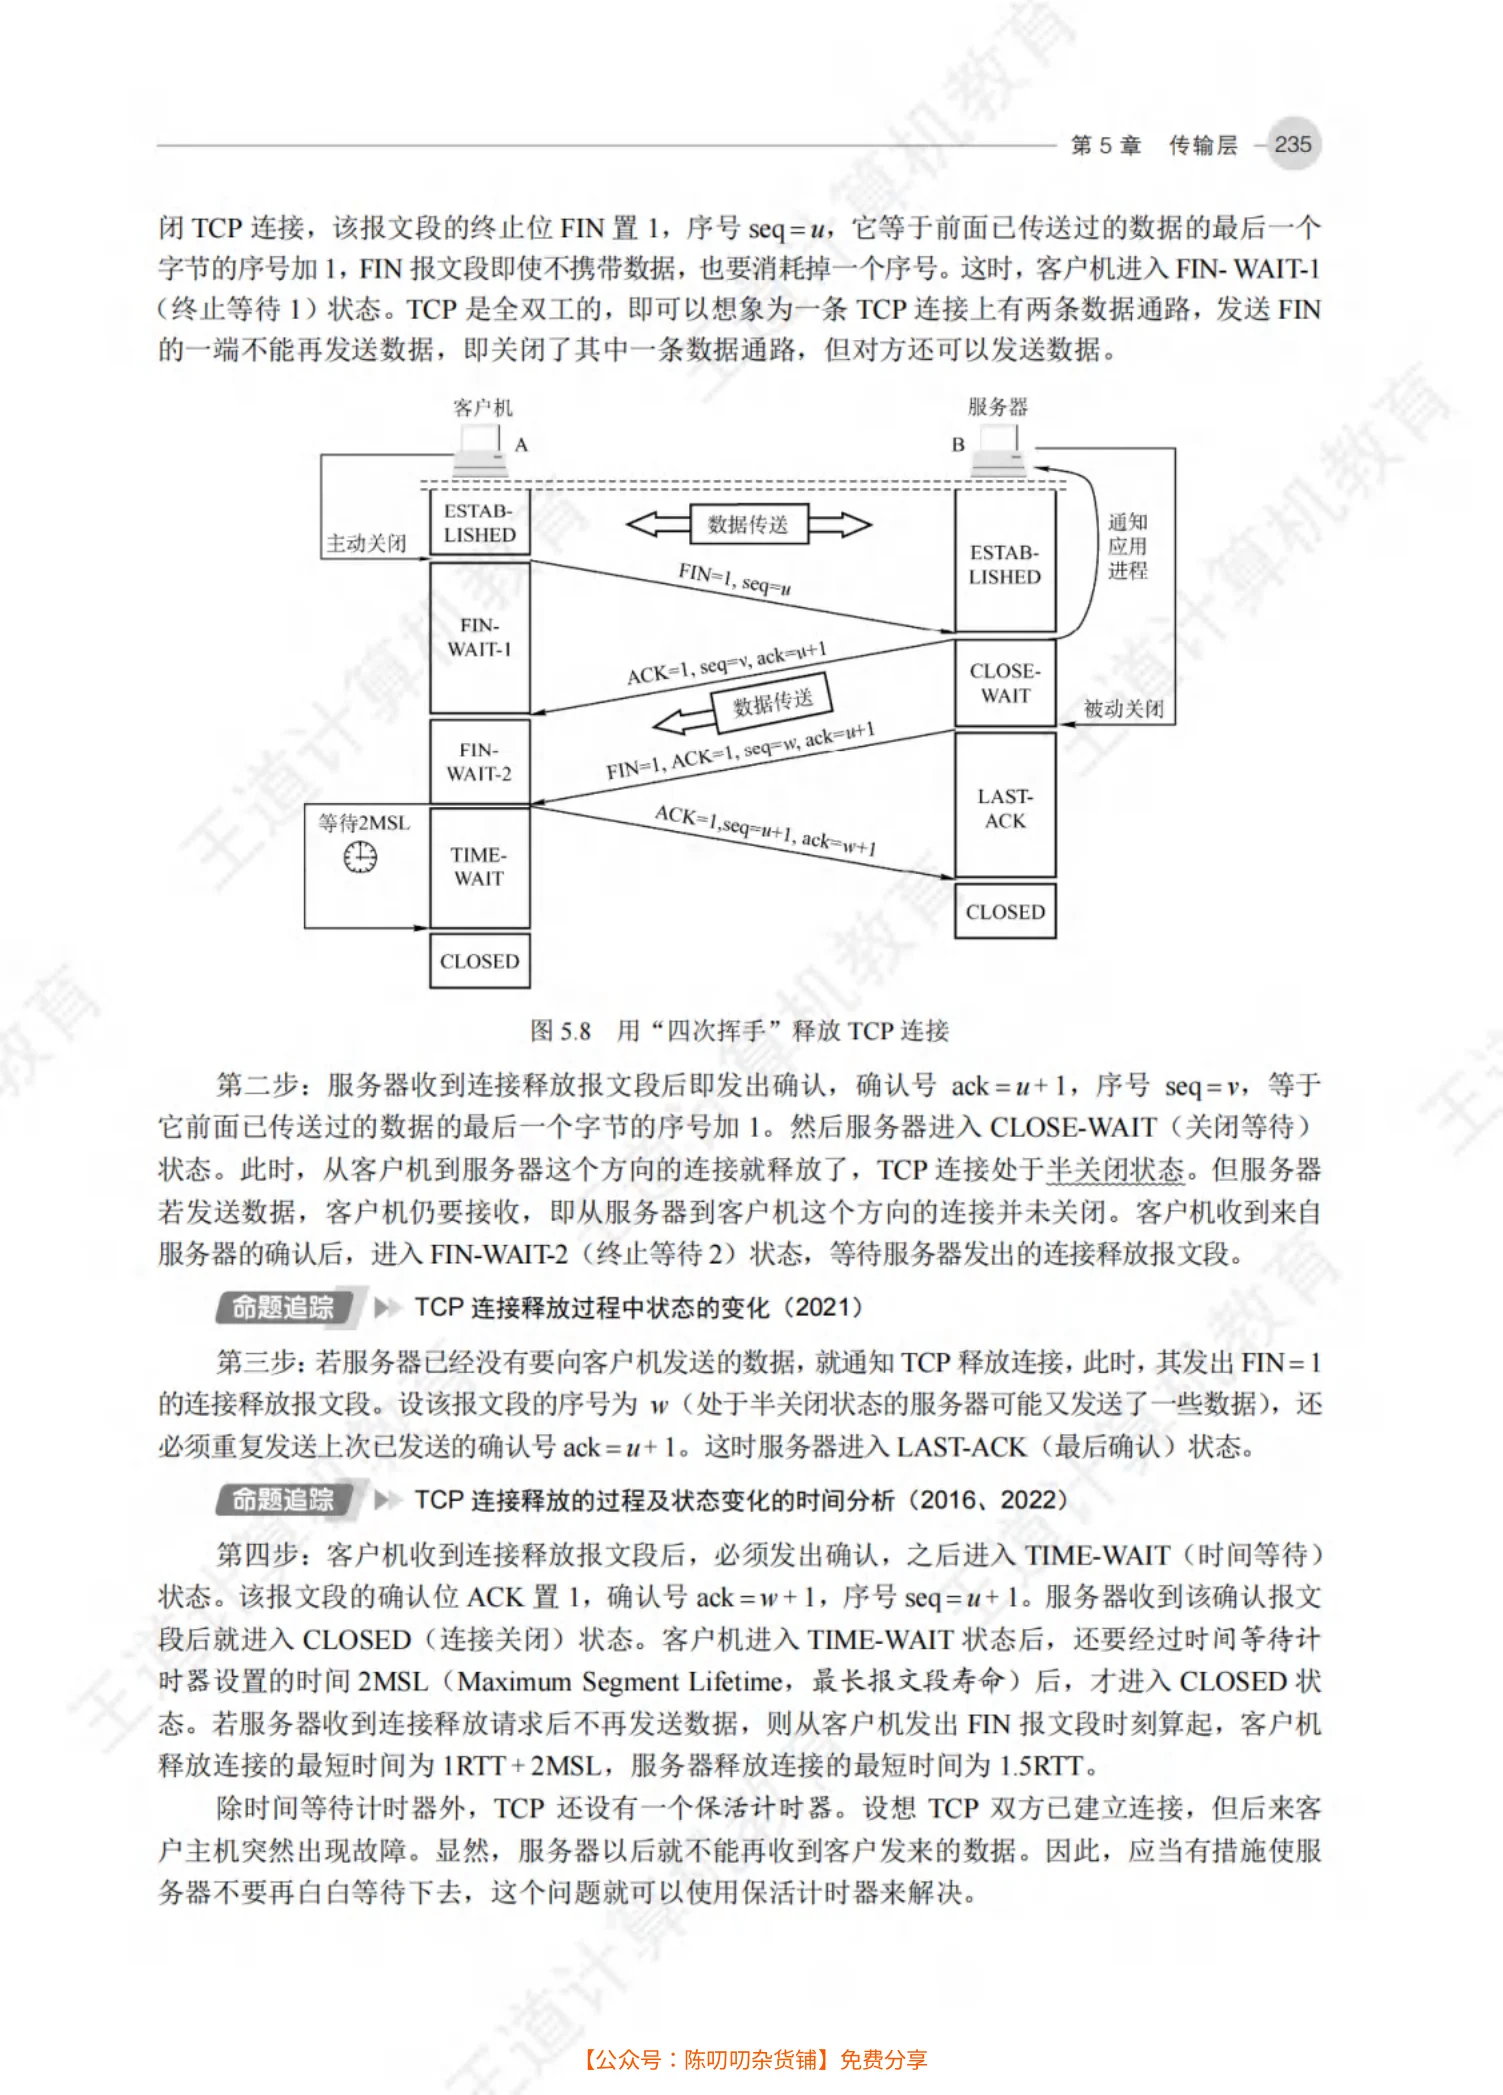 第 5 章 传输层 235
闭 TCP 连接，该报文段的终止位 FIN 置 1，序号 seq = u，它等于前面已传送过的数据的最后一个
字节的序号加 1，FIN 报文段即使不携带数据，也要消耗掉一个序号。这时，客户机进入 FIN- WAIT-1
（终止等待 1）状态。TCP 是全双工的，即可以想象为一条 TCP 连接上有两条数据通路，发送 FIN
的一端不能再发送数据，即关闭了其中一条数据通路，但对方还可以发送数据。
客户机
服务器
A
B
ESTAB-
LISHED
数据传送
通知
应用
进程
主动关闭
ESTAB-
LISHED
FIN=1, seq=u
FIN-
WAIT-1
ACK=1, seq=v, ack=u+1
CLOSE-
WAIT
数据传送
被动关闭
FIN-
WAIT-2
FIN=1, ACK=1, seq=w, ack=u+1
LAST-
ACK
等待2MSL
ACK=1,seq=u+1, ack=w+1
TIME-
WAIT
CLOSED
CLOSED
图 5.8 用“四次挥手”释放 TCP 连接
第二步：服务器收到连接释放报文段后即发出确认，确认号 ack = u + 1，序号 seq = v，等于
它前面已传送过的数据的最后一个字节的序号加 1。然后服务器进入 CLOSE-WAIT（关闭等待）
状态。此时，从客户机到服务器这个方向的连接就释放了，TCP 连接处于半关闭状态。但服务器
若发送数据，客户机仍要接收，即从服务器到客户机这个方向的连接并未关闭。客户机收到来自
服务器的确认后，进入 FIN-WAIT-2（终止等待 2）状态，等待服务器发出的连接释放报文段。
命题追踪 TCP 连接释放过程中状态的变化（2021）
第三步：若服务器已经没有要向客户机发送的数据，就通知 TCP 释放连接，此时，其发出 FIN = 1
的连接释放报文段。设该报文段的序号为 w（处于半关闭状态的服务器可能又发送了一些数据），还
必须重复发送上次已发送的确认号 ack = u + 1。这时服务器进入 LAST-ACK（最后确认）状态。
命题追踪 TCP 连接释放的过程及状态变化的时间分析（2016、2022）
第四步：客户机收到连接释放报文段后，必须发出确认，之后进入 TIME-WAIT（时间等待）
状态。该报文段的确认位 ACK 置 1，确认号 ack = w + 1，序号 seq = u + 1。服务器收到该确认报文
段后就进入 CLOSED（连接关闭）状态。客户机进入 TIME-WAIT 状态后，还要经过时间等待计
时器设置的时间 2MSL（Maximum Segment Lifetime，最长报文段寿命）后，才进入 CLOSED 状
态。若服务器收到连接释放请求后不再发送数据，则从客户机发出 FIN 报文段时刻算起，客户机
释放连接的最短时间为 1RTT + 2MSL，服务器释放连接的最短时间为 1.5RTT。
除时间等待计时器外，TCP 还设有一个保活计时器。设想 TCP 双方已建立连接，但后来客
户主机突然出现故障。显然，服务器以后就不能再收到客户发来的数据。因此，应当有措施使服
务器不要再白白等待下去，这个问题就可以使用保活计时器来解决。
【公众号：陈叨叨杂货铺】免费分享
王道计算机教育